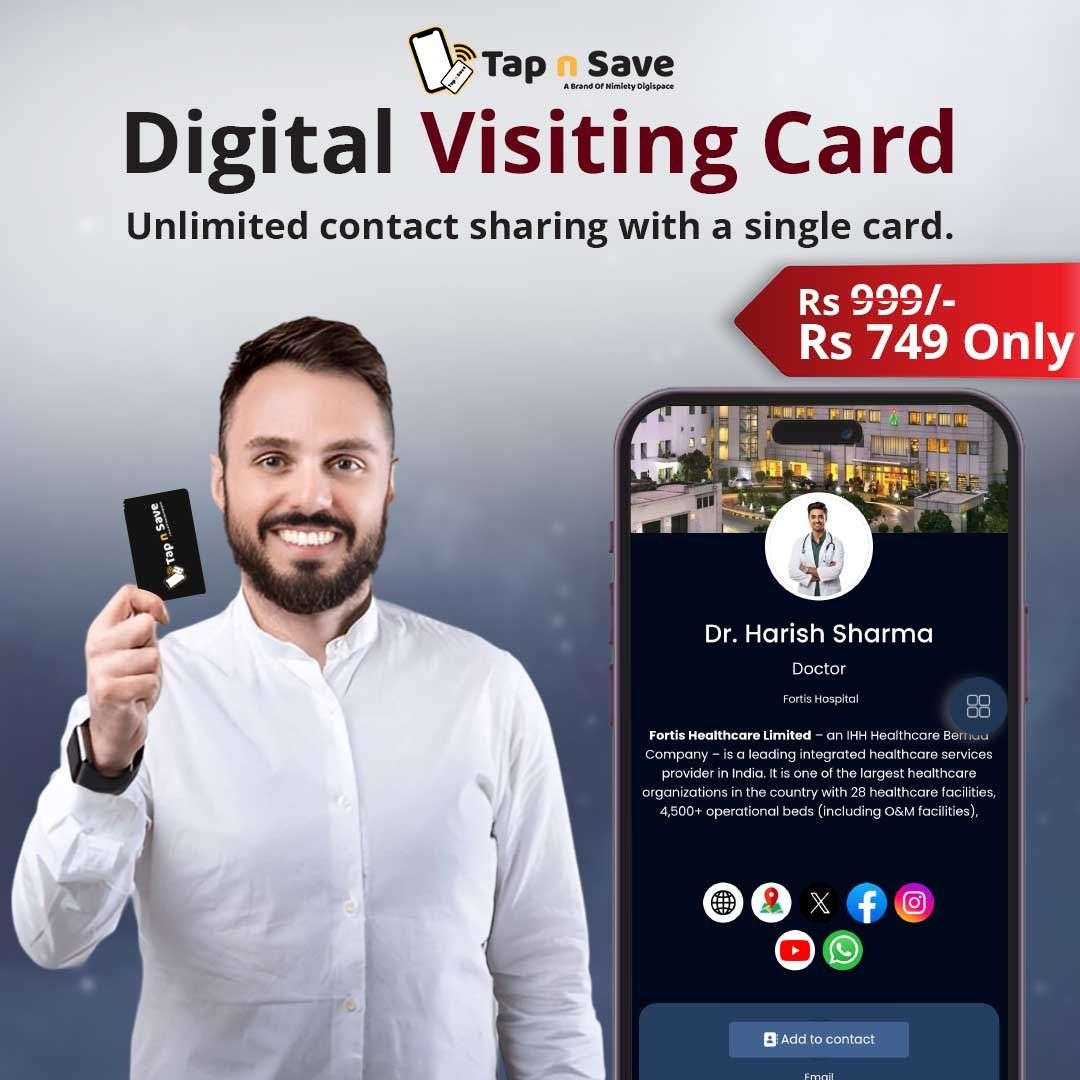 Tap n Save
A Brand Of Nimiety Digispace
Digital Visiting Card
Unlimited contact sharing with a single card.
Rs 999/-
Rs 749 Only
Tap n Save
Dr. Harish Sharma
Doctor
Fortis Hospital
Fortis Healthcare Limited – an IHH Healthcare
Company – is a leading integrated healthcare services
provider in India. It is one of the largest healthcare
organizations in the country with 28 healthcare facilities,
4,500+ operational beds (including O&M facilities),
Add to contact
Email